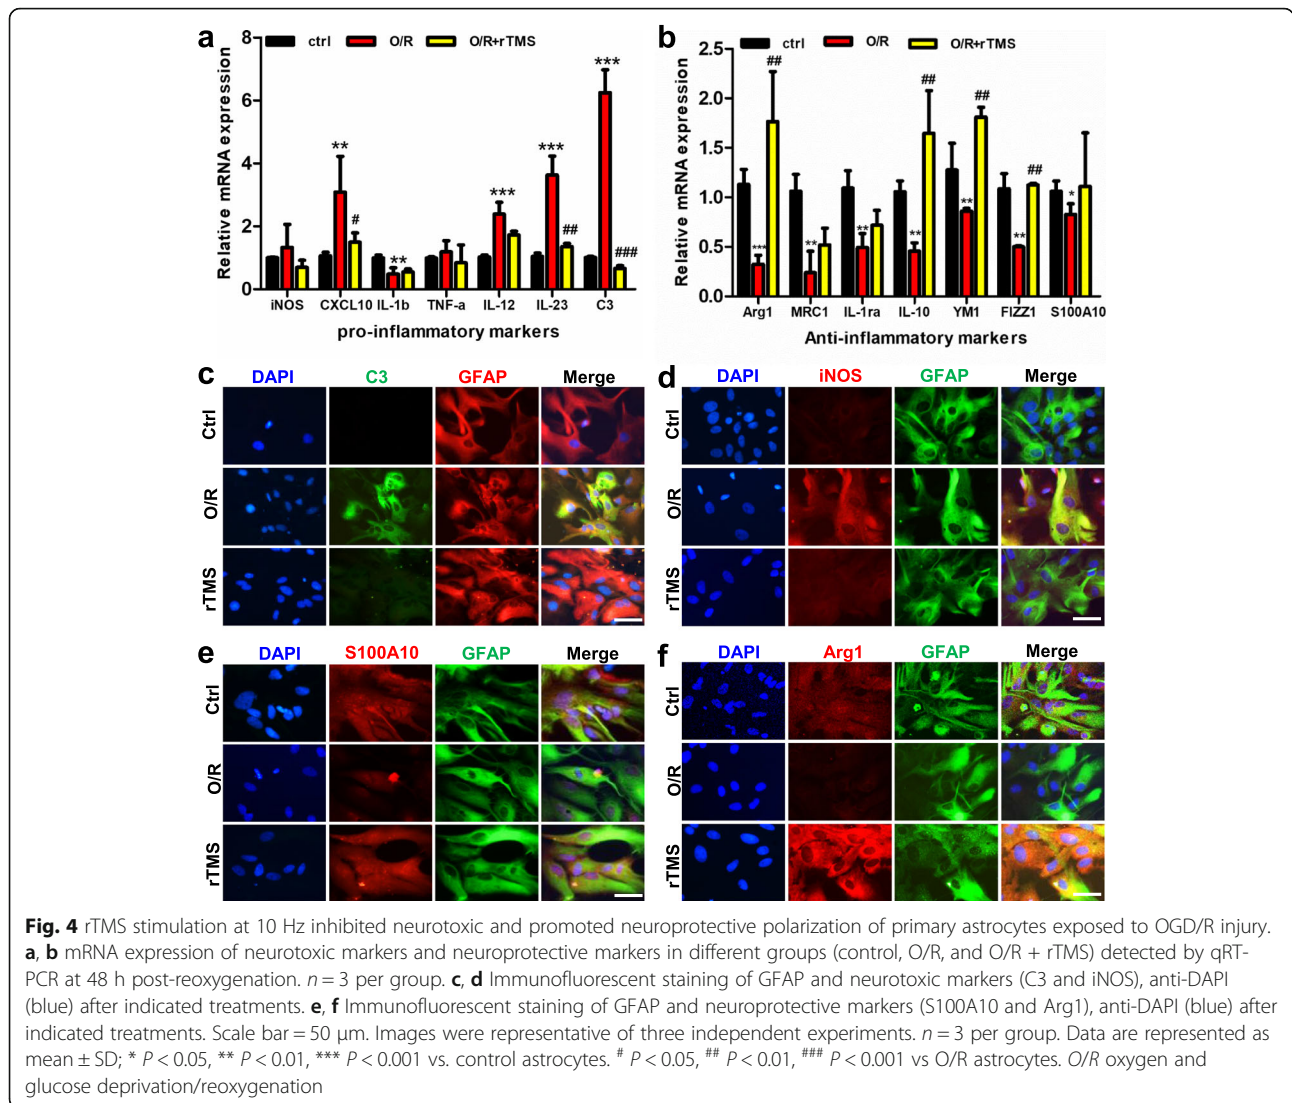 a
8
6
4
2
0
Relative mRNA expression
ctrl O/R O/R+rTMS
** # ** *** *** ## *** ###
iNOS CXCL10 IL-1b TNF-a IL-12 IL-23 C3
pro-inflammatory markers
b
2.5
2.0
1.5
1.0
0.5
0.0
Relative mRNA expression
ctrl O/R O/R+rTMS
*** ## ** ** ** ## ** ## ** ## *
Arg1 MRC1 IL-1ra IL-10 YM1 FIZZ1 S100A10
Anti-inflammatory markers
c
DAPI C3 GFAP Merge
Ctrl
O/R
rTMS
d
DAPI iNOS GFAP Merge
Ctrl
O/R
rTMS
e
DAPI S100A10 GFAP Merge
Ctrl
O/R
rTMS
f
DAPI Arg1 GFAP Merge
Ctrl
O/R
rTMS
Fig. 4 rTMS stimulation at 10 Hz inhibited neurotoxic and promoted neuroprotective polarization of primary astrocytes exposed to OGD/R injury.
a, b mRNA expression of neurotoxic markers and neuroprotective markers in different groups (control, O/R, and O/R + rTMS) detected by qRT-
PCR at 48 h post-reoxygenation. n = 3 per group. c, d Immunofluorescent staining of GFAP and neurotoxic markers (C3 and iNOS), anti-DAPI
(blue) after indicated treatments. e, f Immunofluorescent staining of GFAP and neuroprotective markers (S100A10 and Arg1), anti-DAPI (blue) after
indicated treatments. Scale bar = 50 μm. Images were representative of three independent experiments. n = 3 per group. Data are represented as
mean ± SD; * P < 0.05, ** P < 0.01, *** P < 0.001 vs. control astrocytes. # P < 0.05, ## P < 0.01, ### P < 0.001 vs O/R astrocytes. O/R oxygen and
glucose deprivation/reoxygenation